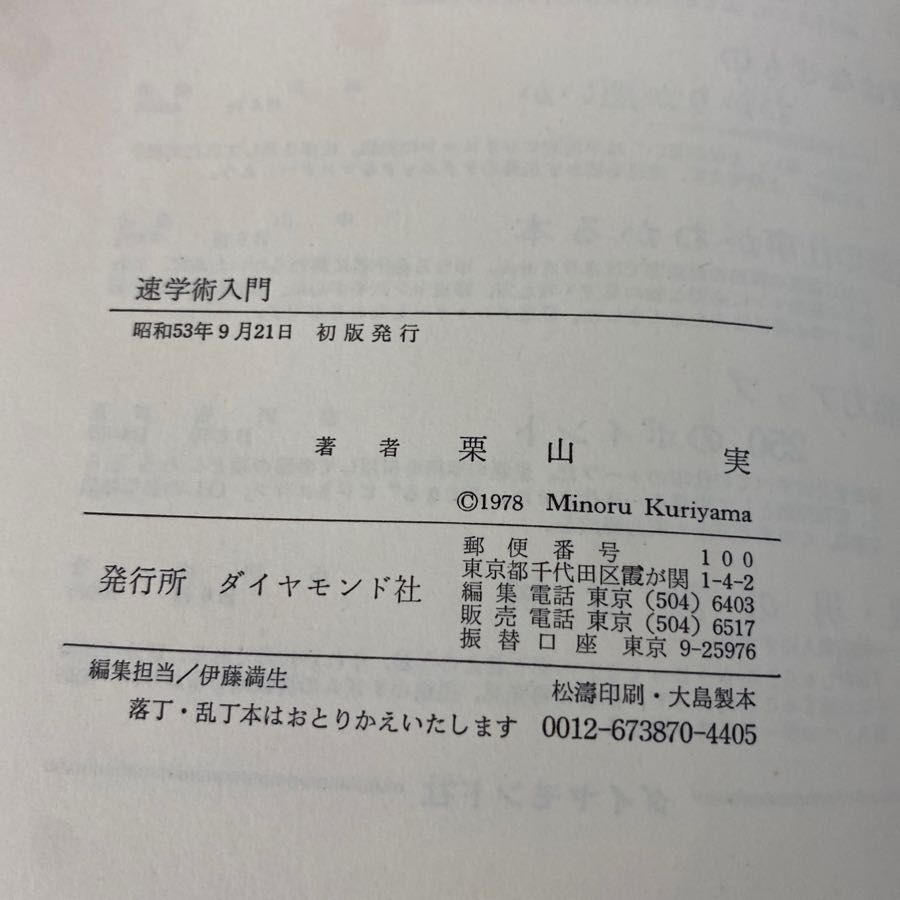 速学術入門
昭和53年9月21日　初版発行
著者　栗山　実
©1978 Minoru Kuriyama
発行所　ダイヤモンド社
郵便番号　100
東京都千代田区霞が関 1-4-2
編集 電話 東京 (504) 6403
販売 電話 東京 (504) 6517
振替口座 東京 9-25976
編集担当/伊藤満生
松濤印刷・大島製本
落丁・乱丁本はおとりかえいたします　0012-673870-4405